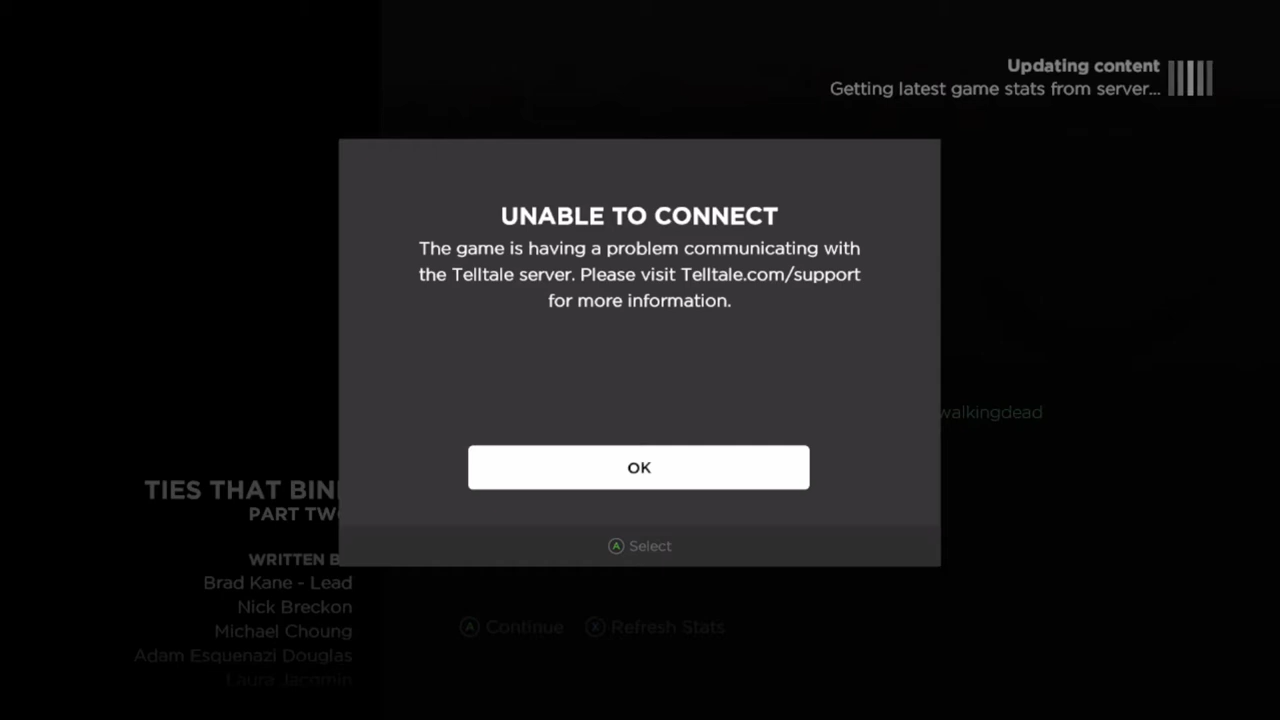 Updating content
Getting latest game stats from server...
UNABLE TO CONNECT
The game is having a problem communicating with
the Telltale server. Please visit Telltale.com/support
for more information.
walkingdead
OK
TIES THAT BIN
PART TW
WRITTEN B
A Select
Brad Kane - Lead
Nick Breckon
Michael Choung
A Continue X Refresh Stats
Adam Esquenazi Douglas
Laura Jacqmin